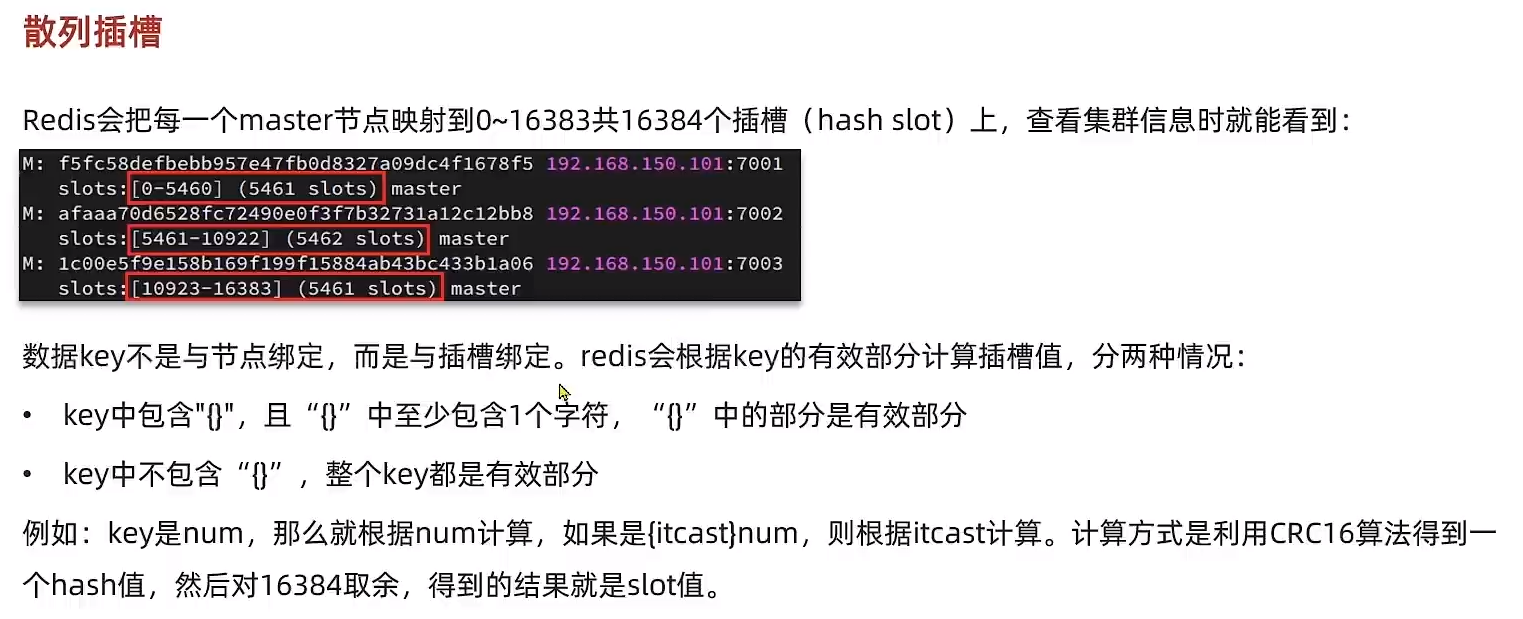 散列插槽
Redis会把每一个master节点映射到0~16383共16384个插槽（hash slot）上，查看集群信息时就能看到：
M: f5fc58defbebb957e47fb0d8327a09dc4f1678f5 192.168.150.101:7001
slots:[0-5460] (5461 slots) master
M: afaaa70d6528fc72490e0f3f7b32731a12c12bb8 192.168.150.101:7002
slots:[5461-10922] (5462 slots) master
M: 1c00e5f9e158b169f199f15884ab43bc433b1a06 192.168.150.101:7003
slots:[10923-16383] (5461 slots) master
数据key不是与节点绑定，而是与插槽绑定。redis会根据key的有效部分计算插槽值，分两种情况：
• key中包含"{}"，且“{}”中至少包含1个字符，“{}”中的部分是有效部分
• key中不包含“{}”，整个key都是有效部分
例如：key是num，那么就根据num计算，如果是{itcast}num，则根据itcast计算。计算方式是利用CRC16算法得到一
个hash值，然后对16384取余，得到的结果就是slot值。